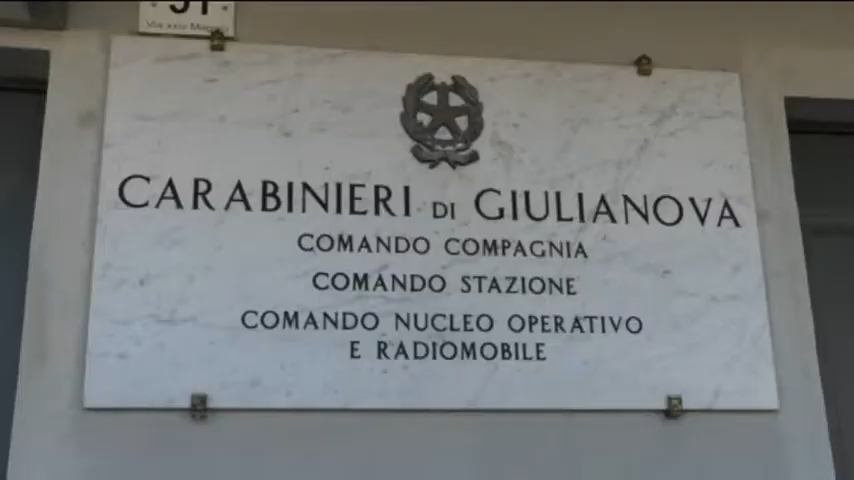 CARABINIERI DI GIULIANOVA
COMANDO COMPAGNIA
COMANDO STAZIONE
COMANDO NUCLEO OPERATIVO
E RADIOMOBILE